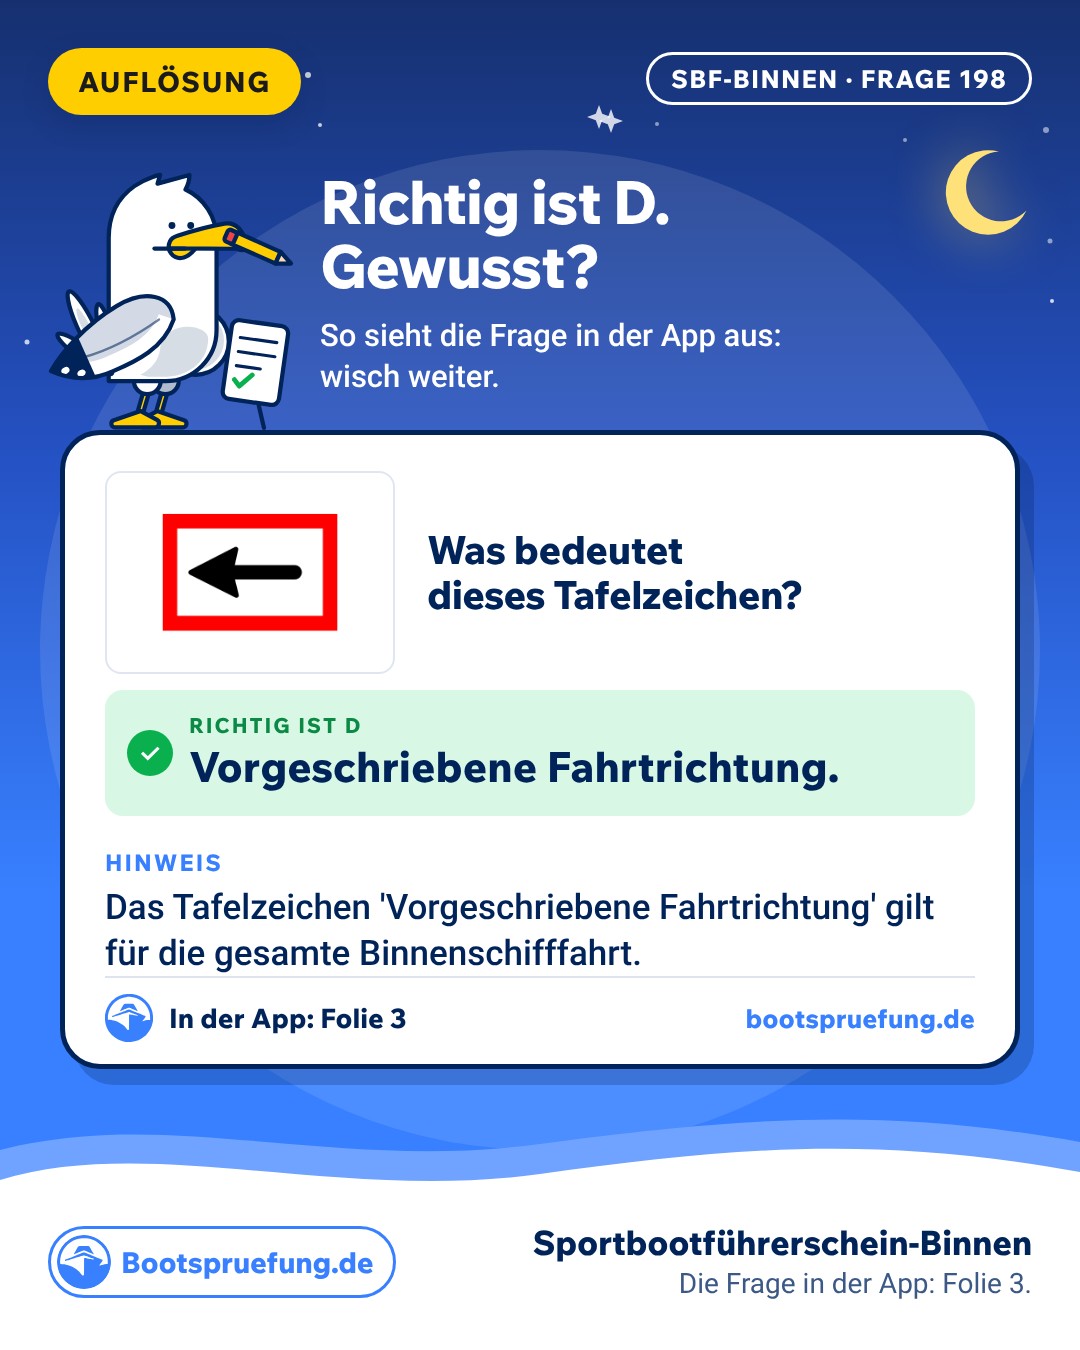 AUFLÖSUNG
SBF-BINNEN · FRAGE 198
Richtig ist D.
Gewusst?
So sieht die Frage in der App aus:
wisch weiter.
Was bedeutet
dieses Tafelzeichen?
RICHTIG IST D
Vorgeschriebene Fahrtrichtung.
HINWEIS
Das Tafelzeichen 'Vorgeschriebene Fahrtrichtung' gilt
für die gesamte Binnenschifffahrt.
In der App: Folie 3
bootspruefung.de
Bootspruefung.de
Sportbootführerschein-Binnen
Die Frage in der App: Folie 3.